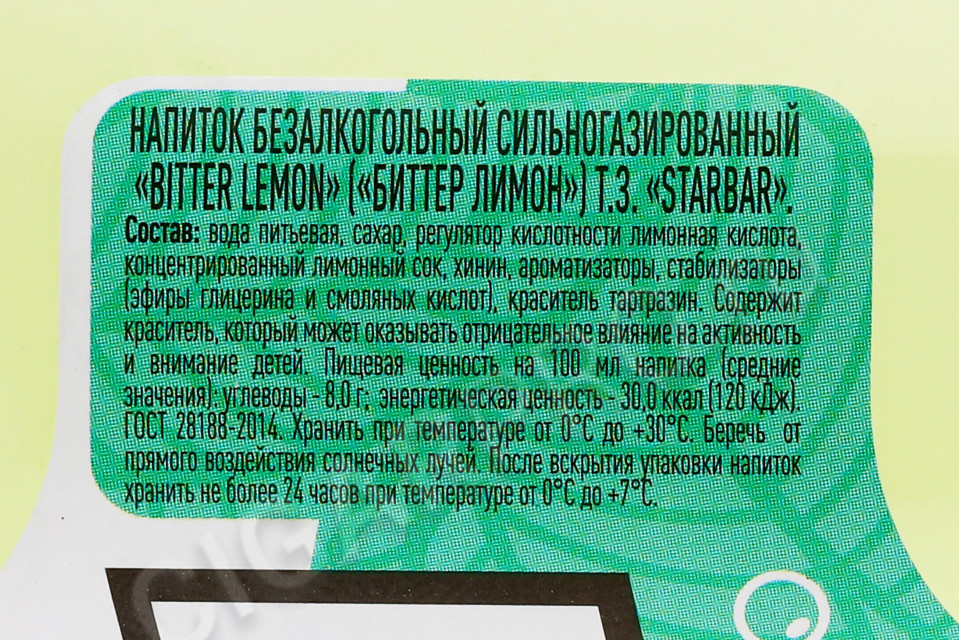 НАПИТОК БЕЗАЛКОГОЛЬНЫЙ СИЛЬНОГАЗИРОВАННЫЙ
«BITTER LEMON» («БИТТЕР ЛИМОН») Т.З. «STARBAR».
Состав: вода питьевая, сахар, регулятор кислотности лимонная кислота,
концентрированный лимонный сок, хинин, ароматизаторы, стабилизаторы
(эфиры глицерина и смоляных кислот), краситель тартразин. Содержит
краситель, который может оказывать отрицательное влияние на активность
и внимание детей. Пищевая ценность на 100 мл напитка (средние
значения): углеводы - 8,0 г; энергетическая ценность - 30,0 ккал (120 кДж).
ГОСТ 28188-2014. Хранить при температуре от 0°С до +30°С. Беречь от
прямого воздействия солнечных лучей. После вскрытия упаковки напиток
хранить не более 24 часов при температуре от 0°С до +7°С.